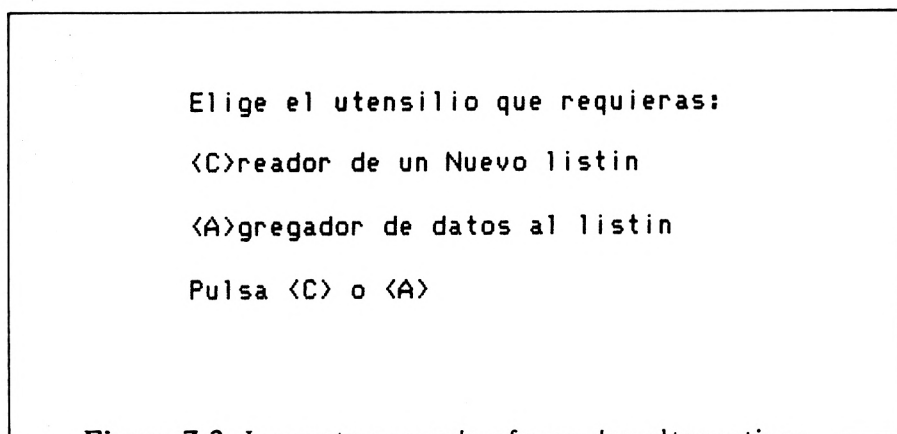 Elige el utensilio que requieras:
<C>reador de un Nuevo listin
<A>gregador de datos al listin
Pulsa <C> o <A>